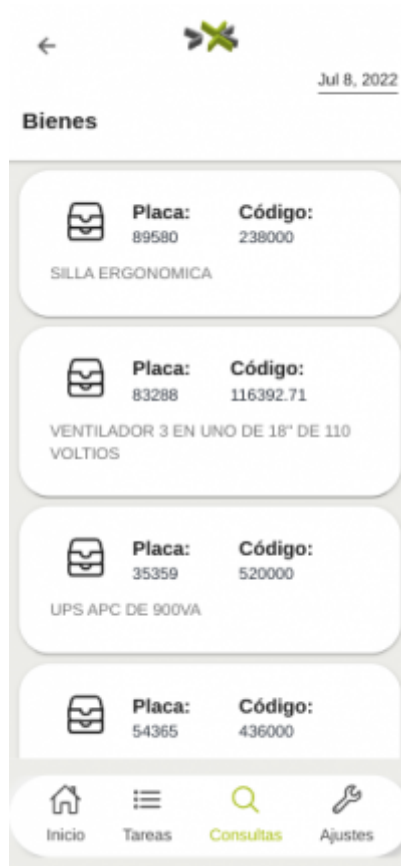 Jul 8, 2022
Bienes
Placa: Código:
89580 238000
SILLA ERGONOMICA
Placa: Código:
83288 116392.71
VENTILADOR 3 EN UNO DE 18" DE 110
VOLTIOS
Placa: Código:
35359 520000
UPS APC DE 900VA
Placa: Código:
54365 436000
Inicio Tareas Consultas Ajustes